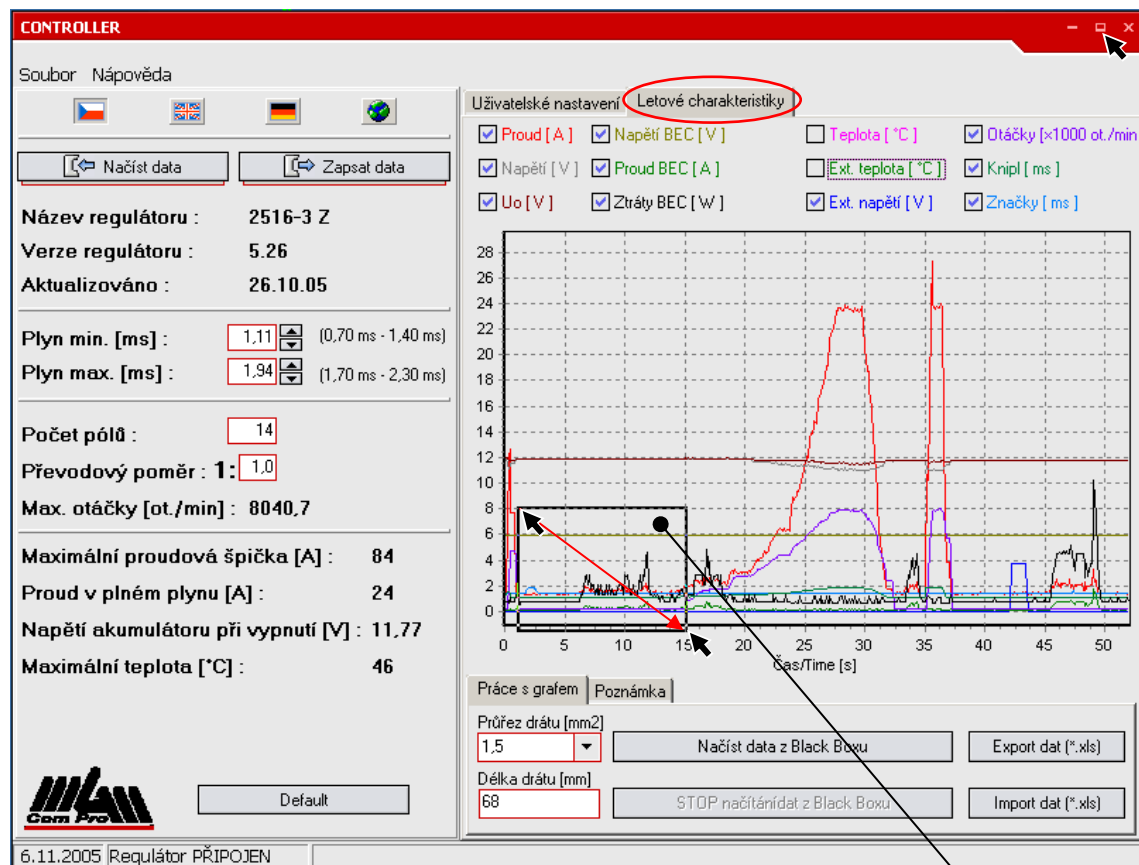 CONTROLLER
Soubor Nápověda
Načíst data
Zapsat data
Název regulátoru : 2516-3 Z
Verze regulátoru : 5.26
Aktualizováno : 26.10.05
Plyn min. [ms] : 1,11 (0,70 ms - 1,40 ms)
Plyn max. [ms] : 1,94 (1,70 ms - 2,30 ms)
Počet pólů : 14
Převodový poměr : 1: 1,0
Max. otáčky [ot./min] : 8040,7
Maximální proudová špička [A] : 84
Proud v plném plynu [A] : 24
Napětí akumulátoru při vypnutí [V] : 11,77
Maximální teplota [°C] : 46
mgm
Com Pro
Default
Uživatelské nastavení
Letové charakteristiky
Proud [ A ] Napětí BEC [ V ] Teplota [ °C ] Otáčky [×1000 ot./min
Napětí [ V ] Proud BEC [ A ] Ext. teplota [ °C ] Knipl [ ms ]
Uo [ V ] Ztráty BEC [ W ] Ext. napětí [ V ] Značky [ ms ]
28
26
24
22
20
18
16
14
12
10
8
6
4
2
0
0 5 10 15 20 25 30 35 40 45 50
Čas/Time [s]
Práce s grafem Poznámka
Průřez drátu [mm2]
1,5
Načíst data z Black Boxu
Export dat (*.xls)
Délka drátu [mm]
68
STOP načítánídat z Black Boxu
Import dat (*.xls)
6.11.2005 Regulátor PŘIPOJEN